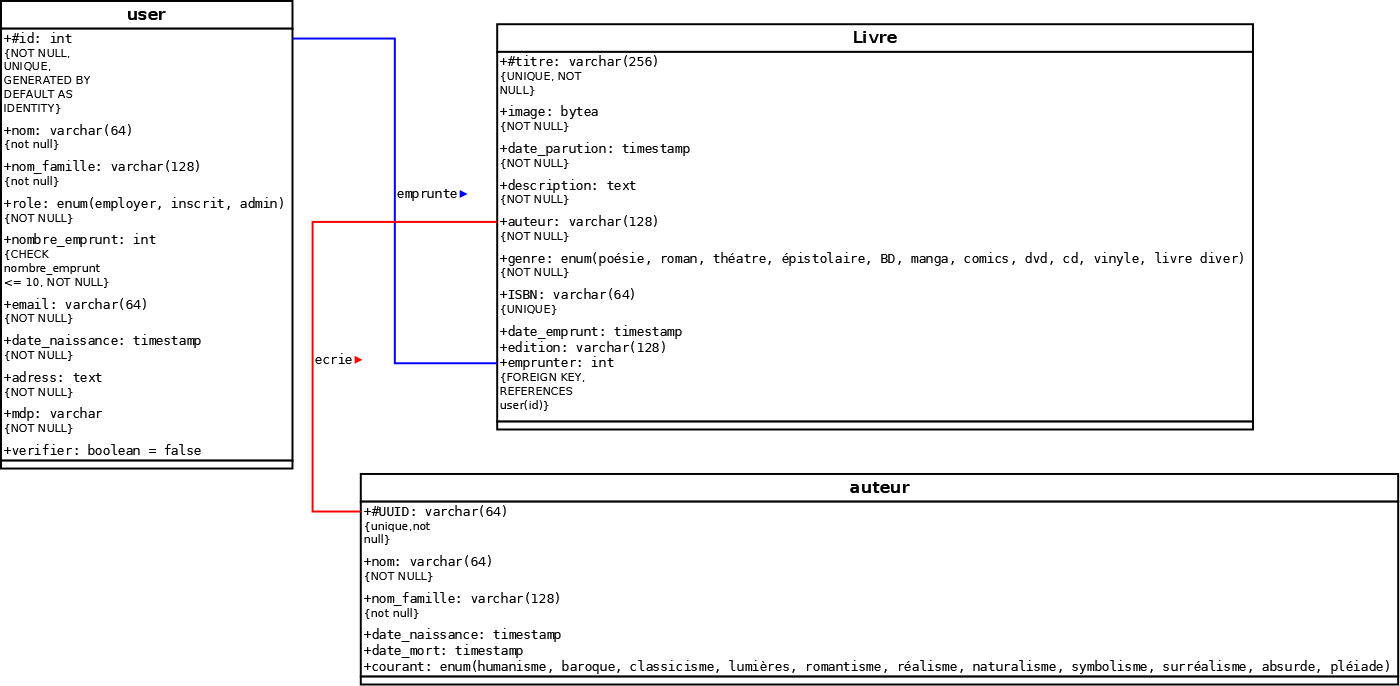 user
+#id: int
{NOT NULL,
UNIQUE,
GENERATED BY
DEFAULT AS
IDENTITY}
+nom: varchar(64)
{not null}
+nom_famille: varchar(128)
{not null}
+role: enum(employer, inscrit, admin)
{NOT NULL}
+nombre_emprunt: int
{CHECK
nombre_emprunt
<= 10, NOT NULL}
+email: varchar(64)
{NOT NULL}
+date_naissance: timestamp
{NOT NULL}
+adress: text
{NOT NULL}
+mdp: varchar
{NOT NULL}
+verifier: boolean = false
emprunte
ecrie
Livre
+#titre: varchar(256)
{UNIQUE, NOT
NULL}
+image: bytea
{NOT NULL}
+date_parution: timestamp
{NOT NULL}
+description: text
{NOT NULL}
+auteur: varchar(128)
{NOT NULL}
+genre: enum(poésie, roman, théatre, épistolaire, BD, manga, comics, dvd, cd, vinyle, livre diver)
{NOT NULL}
+ISBN: varchar(64)
{UNIQUE}
+date_emprunt: timestamp
+edition: varchar(128)
+emprunter: int
{FOREIGN KEY,
REFERENCES
user(id)}
auteur
+#UUID: varchar(64)
{unique,not
null}
+nom: varchar(64)
{NOT NULL}
+nom_famille: varchar(128)
{not null}
+date_naissance: timestamp
+date_mort: timestamp
+courant: enum(humanisme, baroque, classicisme, lumières, romantisme, réalisme, naturalisme, symbolisme, surréalisme, absurde, pléiade)